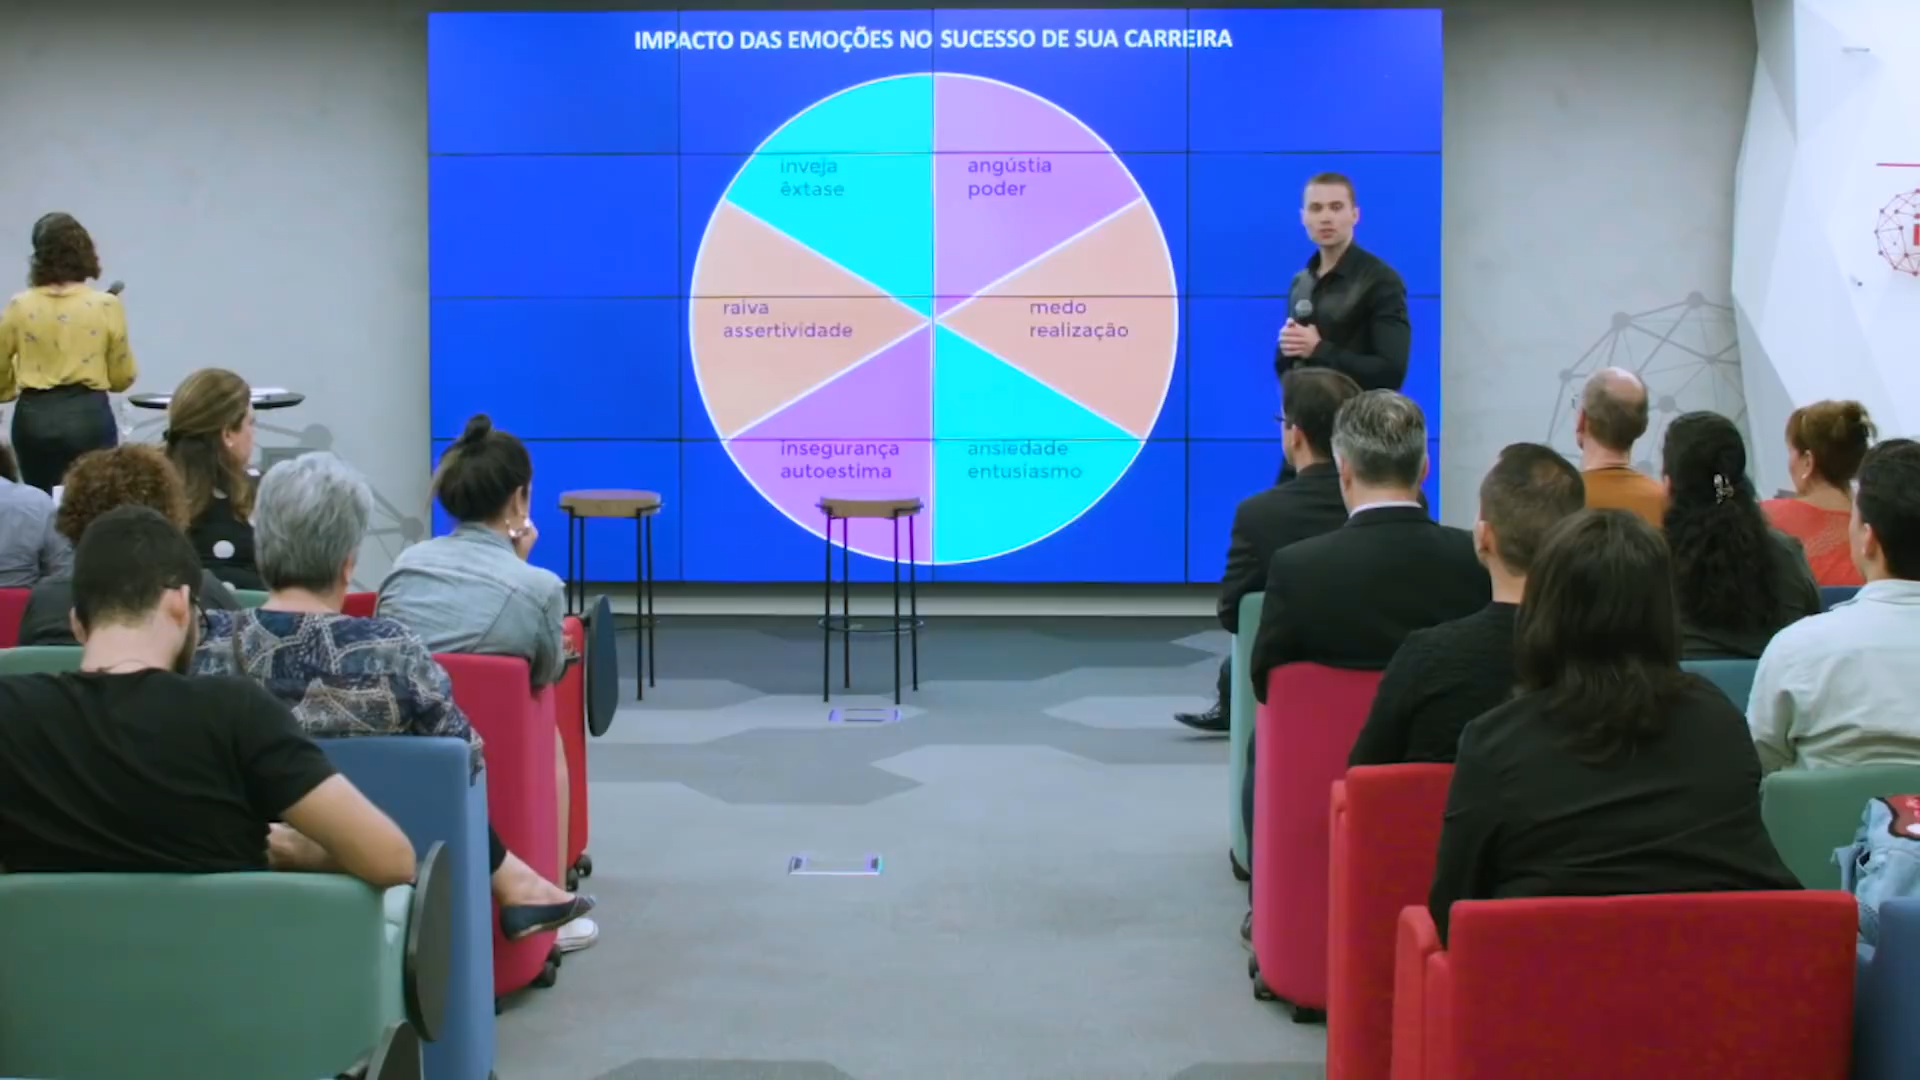 IMPACTO DAS EMOÇÕES NO SUCESSO DE SUA CARREIRA
inveja
êxtase
angústia
poder
raiva
assertividade
medo
realização
insegurança
autoestima
ansiedade
entusiasmo